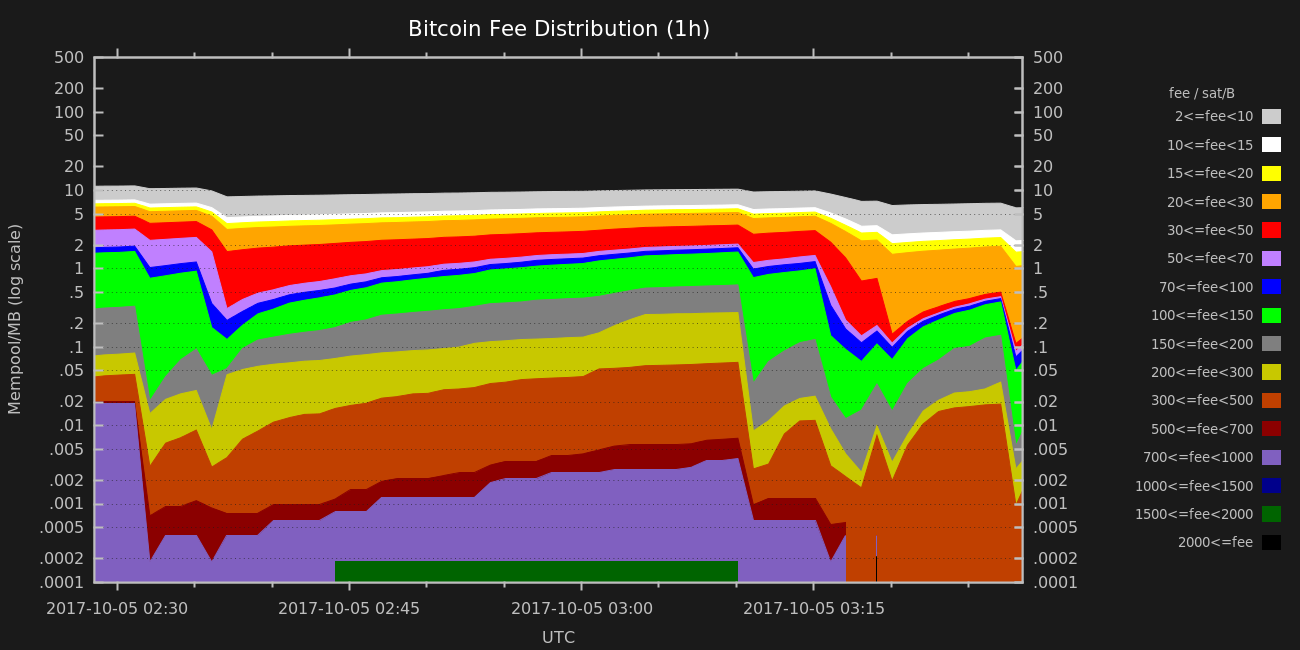 Bitcoin Fee Distribution (1h)
500
200
100
50
20
10
5
2
1
.5
.2
.1
.05
.02
.01
.005
.002
.001
.0005
.0002
.0001
Mempool/MB (log scale)
500
200
100
50
20
10
5
2
1
.5
.2
.1
.05
.02
.01
.005
.002
.001
.0005
.0002
.0001
2017-10-05 02:30
2017-10-05 02:45
2017-10-05 03:00
2017-10-05 03:15
UTC
fee / sat/B
2<=fee<10
10<=fee<15
15<=fee<20
20<=fee<30
30<=fee<50
50<=fee<70
70<=fee<100
100<=fee<150
150<=fee<200
200<=fee<300
300<=fee<500
500<=fee<700
700<=fee<1000
1000<=fee<1500
1500<=fee<2000
2000<=fee